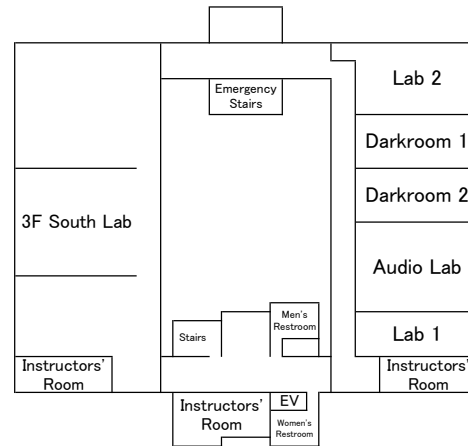 Emergency
Stairs
Lab 2
Darkroom 1
Darkroom 2
3F South Lab
Audio Lab
Men's
Restroom
Stairs
Lab 1
Instructors'
Room
Instructors'
Room
EV
Women's
Restroom
Instructors'
Room